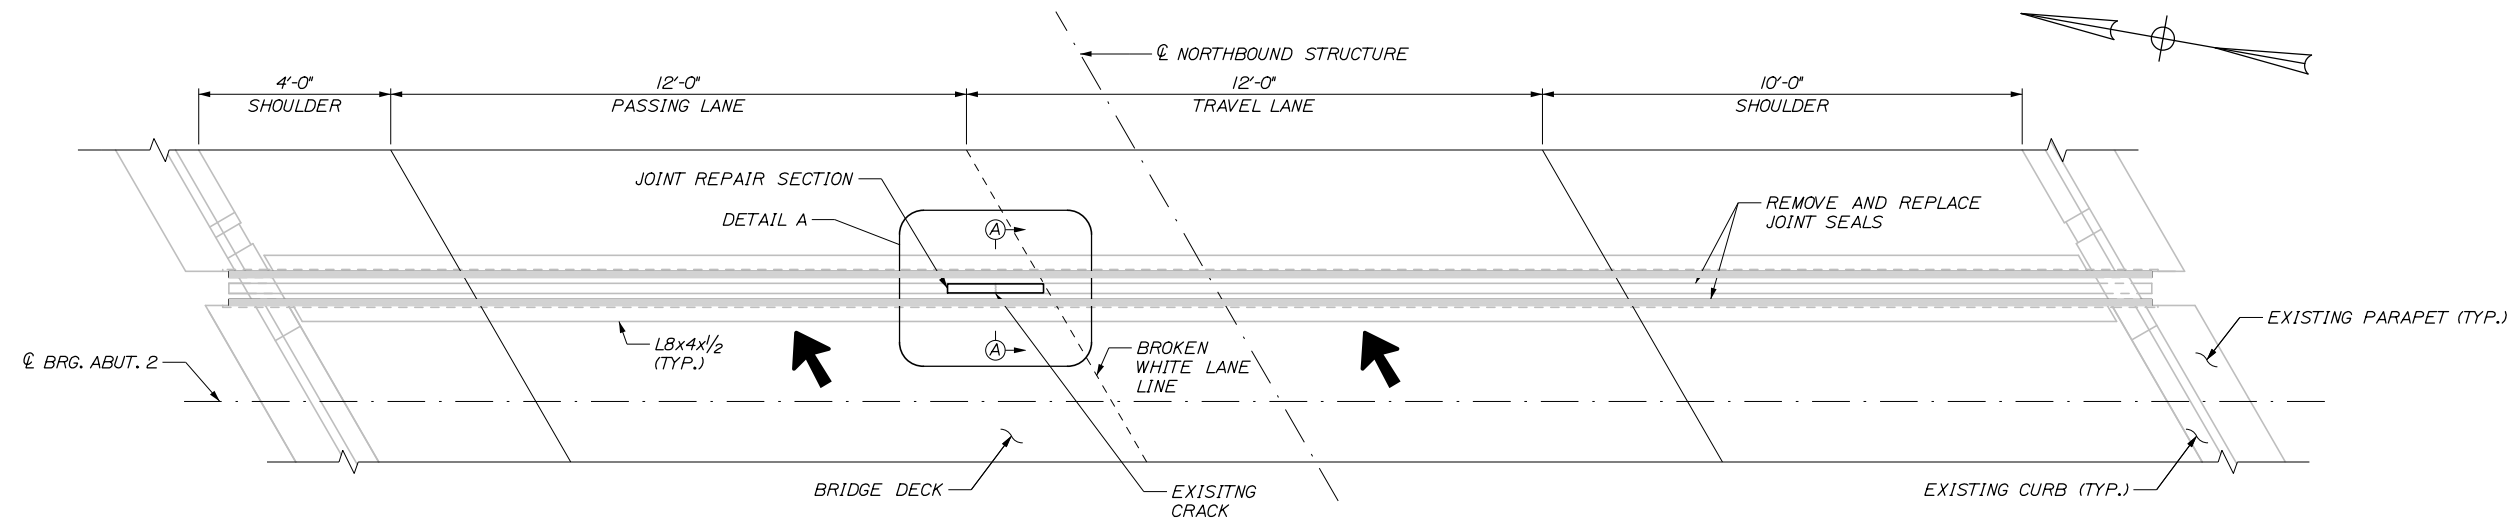 ℄ NORTHBOUND STRUCTURE
4'-0" 12'-0" 12'-0" 10'-0"
SHOULDER PASSING LANE TRAVEL LANE SHOULDER
JOINT REPAIR SECTION
DETAIL A
REMOVE AND REPLACE
JOINT SEALS
A
A
L8x4x1/2
(TYP.)
EXISTING PARAPET (TYP.)
℄ BRG. ABUT. 2
BROKEN
WHITE LANE
LINE
BRIDGE DECK
EXISITNG
CRACK
EXISTING CURB (TYP.)